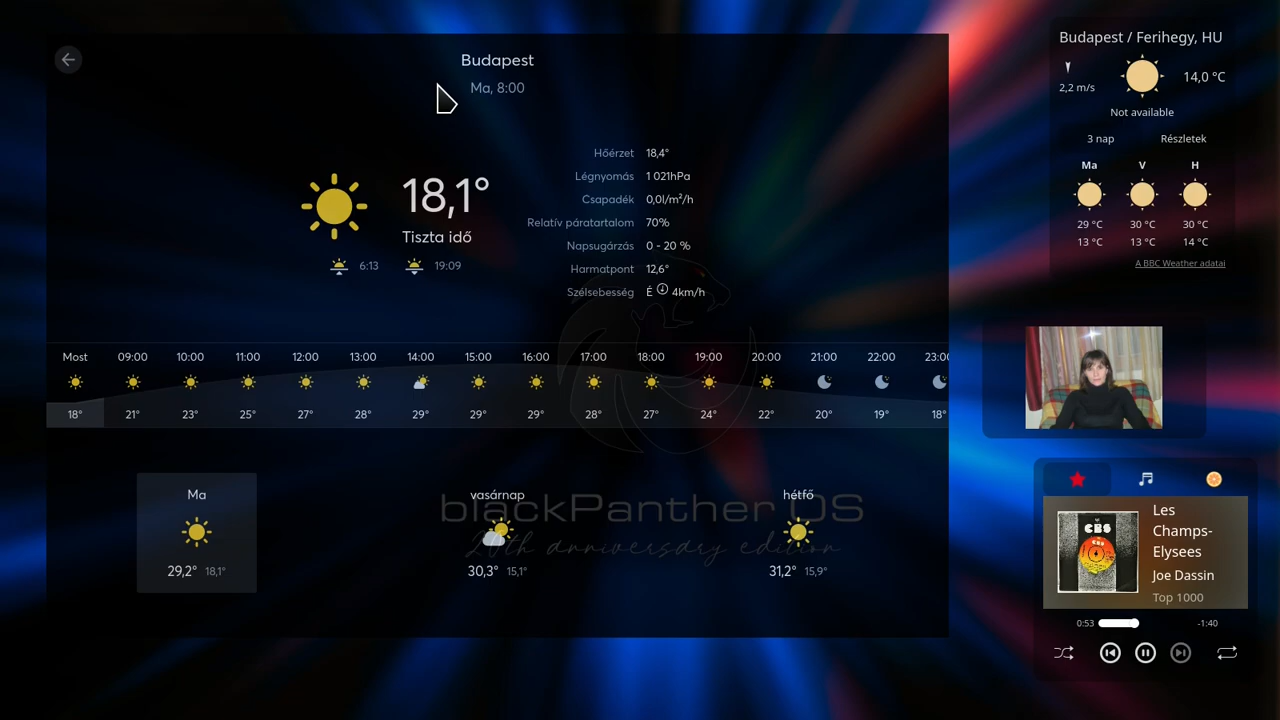 Budapest
Ma, 8:00
18,1°
Tiszta idő
6:13 19:09
Hőérzet 18,4°
Légnyomás 1 021hPa
Csapadék 0,0l/m²/h
Relatív páratartalom 70%
Napsugárzás 0 - 20 %
Harmatpont 12,6°
Szélsebesség É 4km/h
Most 09:00 10:00 11:00 12:00 13:00 14:00 15:00 16:00 17:00 18:00 19:00 20:00 21:00 22:00 23:00
18° 21° 23° 25° 27° 28° 29° 29° 29° 28° 27° 24° 22° 20° 19° 18°
Ma vasárnap hétfő
blackPanther OS
20th anniversary edition
29,2° 18,1° 30,3° 15,1° 31,2° 15,9°
Budapest / Ferihegy, HU
2,2 m/s 14,0 °C
Not available
3 nap Részletek
Ma V H
29 °C 30 °C 30 °C
13 °C 13 °C 14 °C
A BBC Weather adatai
CBS
Les
Champs-
Elysees
Joe Dassin
Top 1000
0:53 -1:40